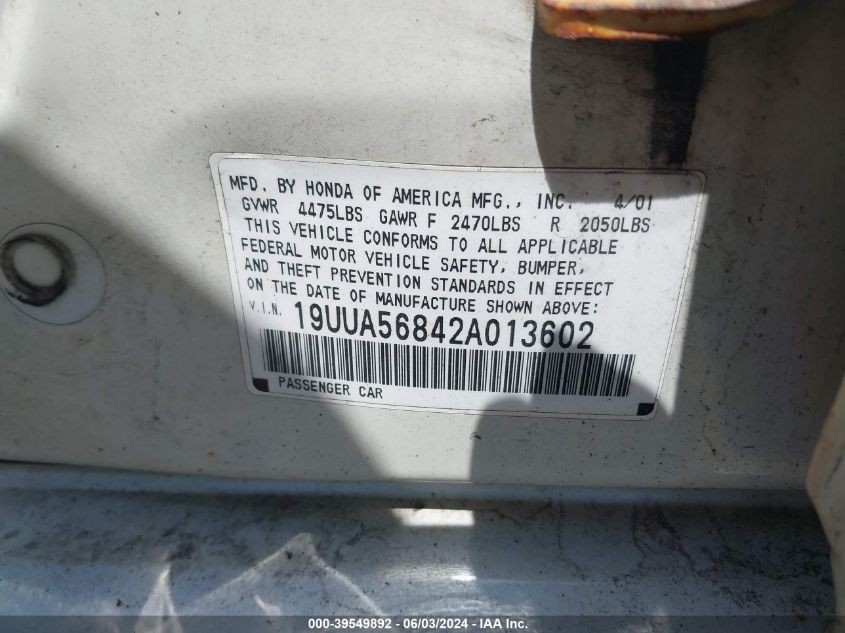 MFD. BY HONDA OF AMERICA MFG., INC. 4/01
GVWR 4475LBS GAWR F 2470LBS R 2050LBS
THIS VEHICLE CONFORMS TO ALL APPLICABLE
FEDERAL MOTOR VEHICLE SAFETY, BUMPER,
AND THEFT PREVENTION STANDARDS IN EFFECT
ON THE DATE OF MANUFACTURE SHOWN ABOVE:
V.I.N. 19UUA56842A013602
PASSENGER CAR
000-39549892 - 06/03/2024 - IAA Inc.